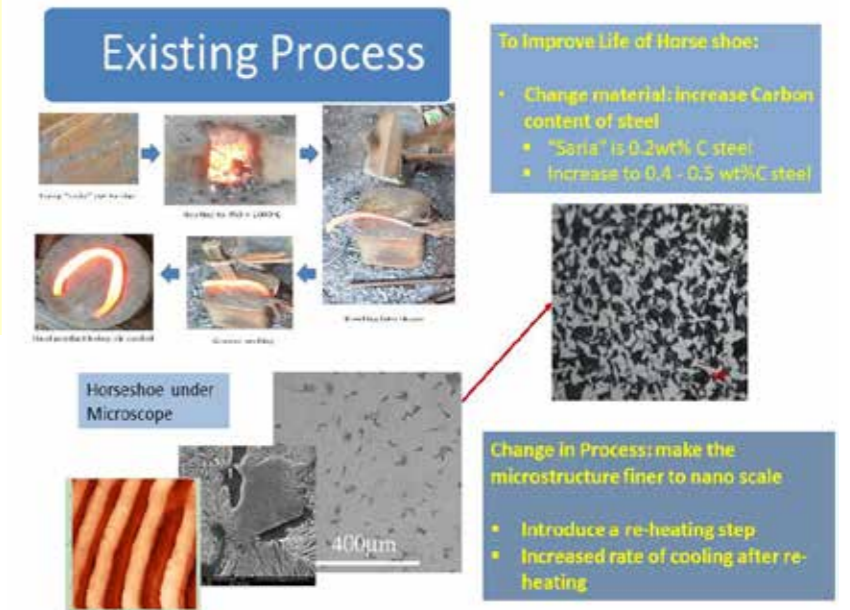 Existing Process
To Improve Life of Horse shoe:
• Change material: increase Carbon
content of steel
▪ "Saria" is 0.2wt% C steel
▪ Increase to 0.4 - 0.5 wt%C steel
Horseshoe under
Microscope
400μm
Change in Process: make the
microstructure finer to nano scale
▪ Introduce a re-heating step
▪ Increased rate of cooling after re-
heating